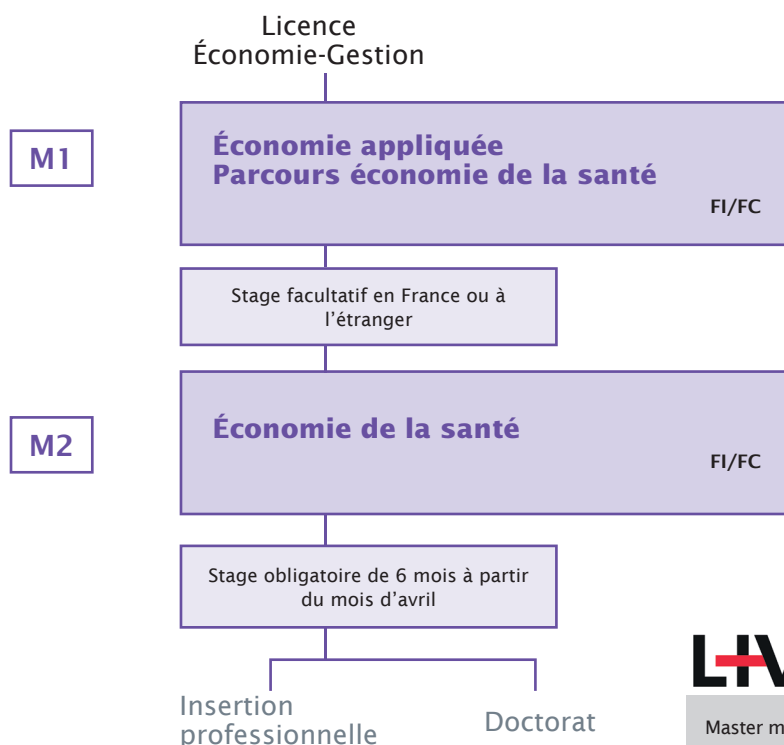 Licence
Économie-Gestion
M1
Économie appliquée
Parcours économie de la santé
FI/FC
Stage facultatif en France ou à
l’étranger
M2
Économie de la santé
FI/FC
Stage obligatoire de 6 mois à partir
du mois d’avril
Insertion
professionnelle
Doctorat
Master